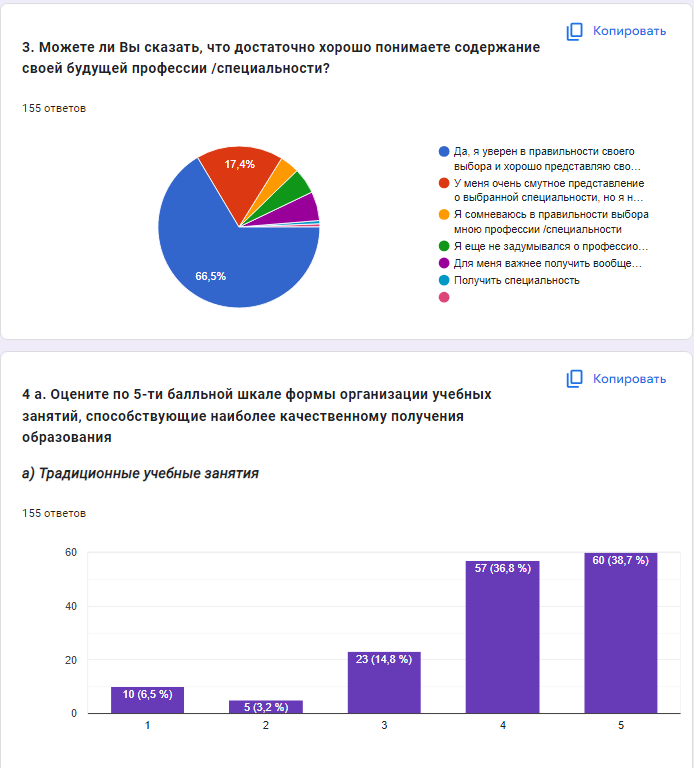 Копировать
3. Можете ли Вы сказать, что достаточно хорошо понимаете содержание
своей будущей профессии /специальности?
155 ответов
17,4%
66,5%
Да, я уверен в правильности своего
выбора и хорошо представляю сво...
У меня очень смутное представление
о выбранной специальности, но я н...
Я сомневаюсь в правильности выбора
мною профессии /специальности
Я еще не задумывался о профессио...
Для меня важнее получить вообще...
Получить специальность
Копировать
4 а. Оцените по 5-ти балльной шкале формы организации учебных
занятий, способствующие наиболее качественному получения
образования
а) Традиционные учебные занятия
155 ответов
60
40
20
0
10 (6,5 %)
5 (3,2 %)
23 (14,8 %)
57 (36,8 %)
60 (38,7 %)
1 2 3 4 5